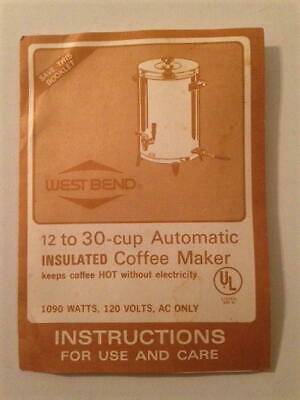 SAVE THIS
BOOKLET
WEST BEND®
12 to 30-cup Automatic
INSULATED Coffee Maker
keeps coffee HOT without electricity
UL
1090 WATTS, 120 VOLTS, AC ONLY
INSTRUCTIONS
FOR USE AND CARE